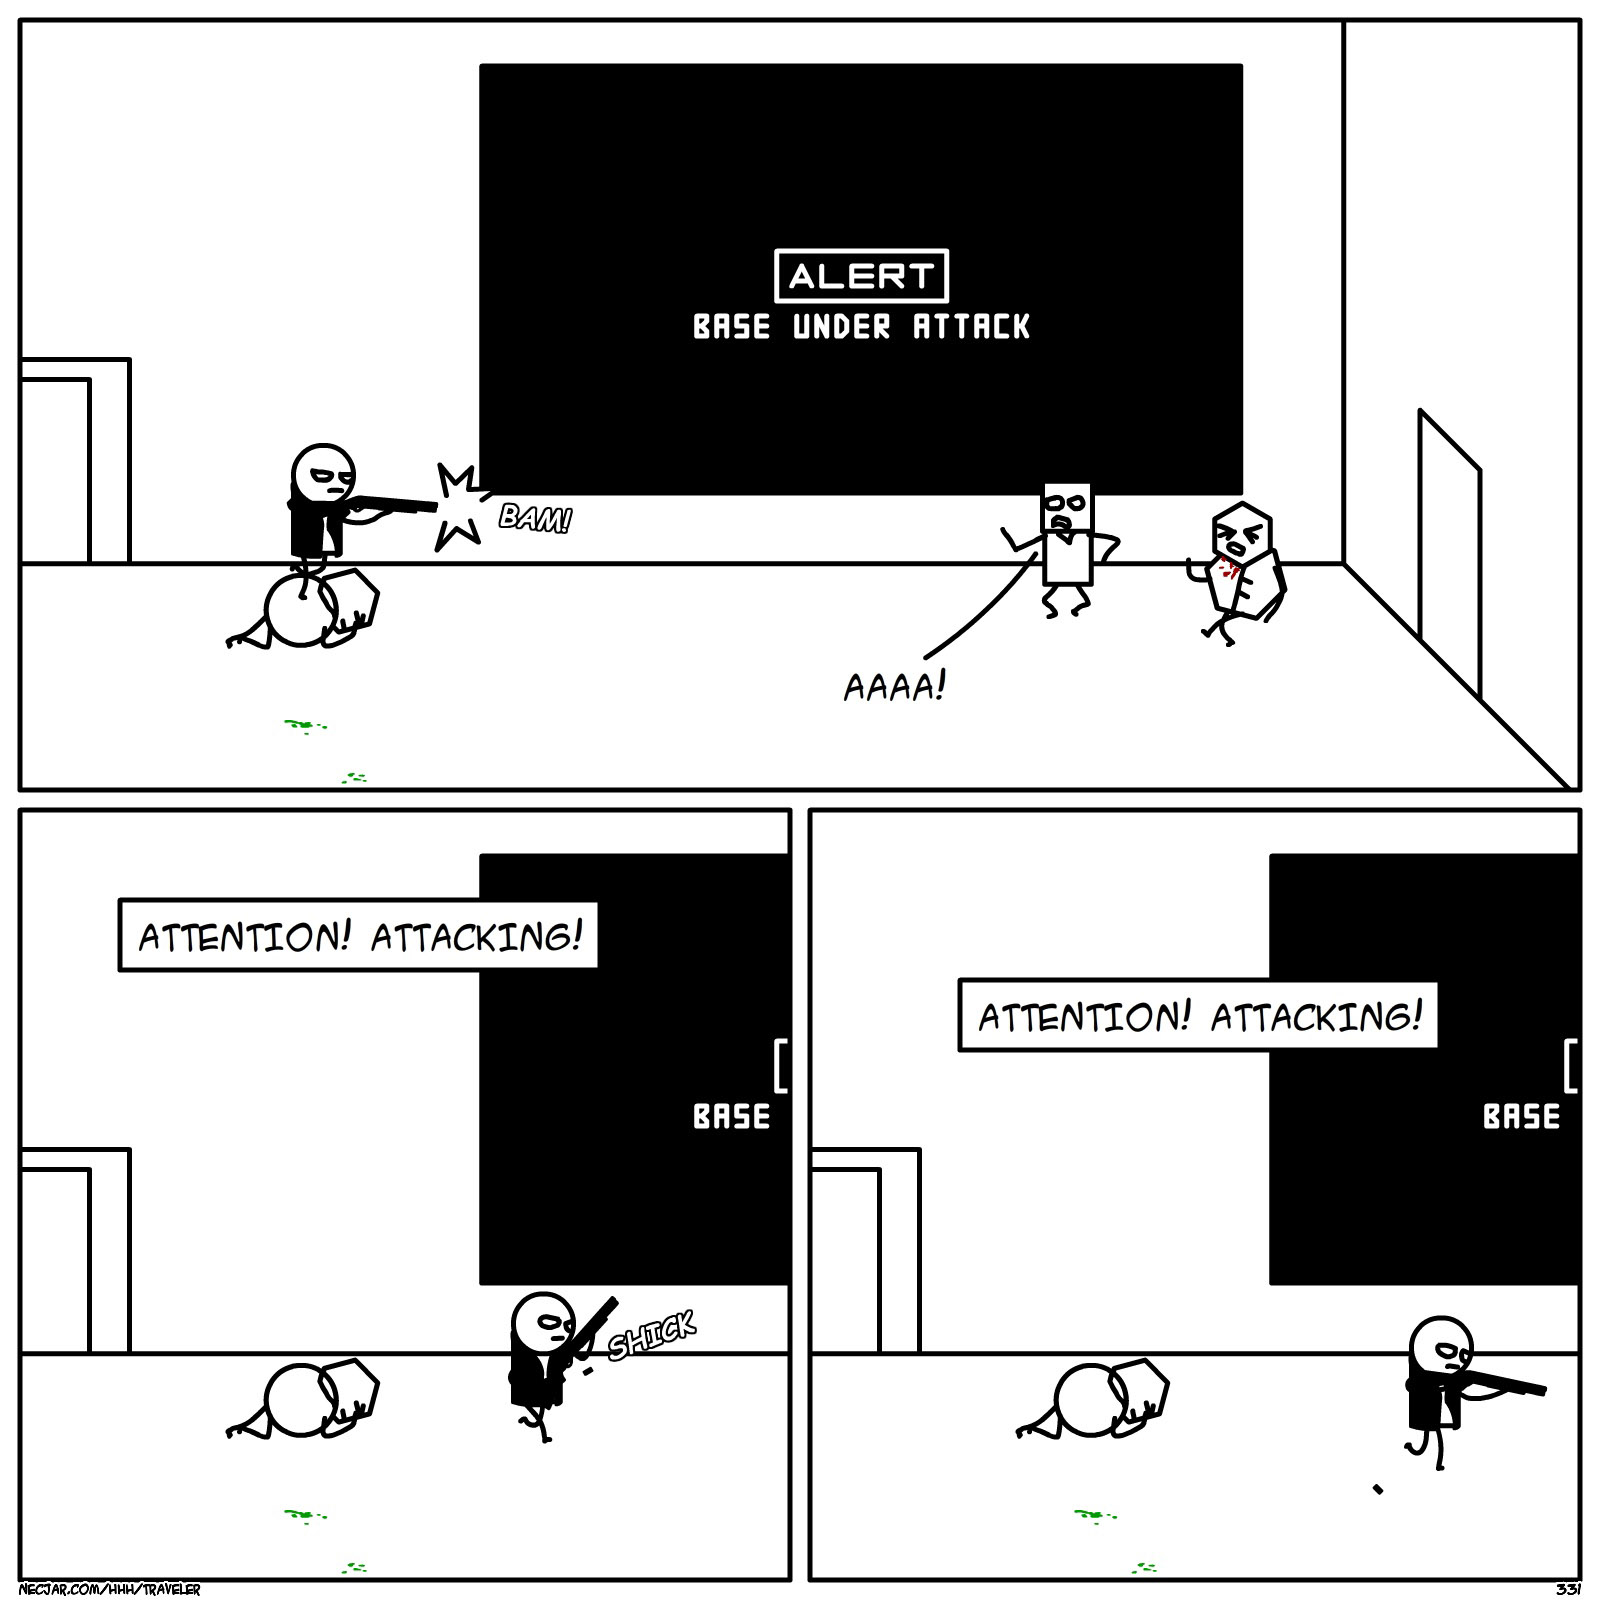 ALERT
BASE UNDER ATTACK
BAM!
AAAA!
ATTENTION! ATTACKING!
BASE
SHICK
ATTENTION! ATTACKING!
BASE
NECJAR.COM/HHH/TRAVELER
331